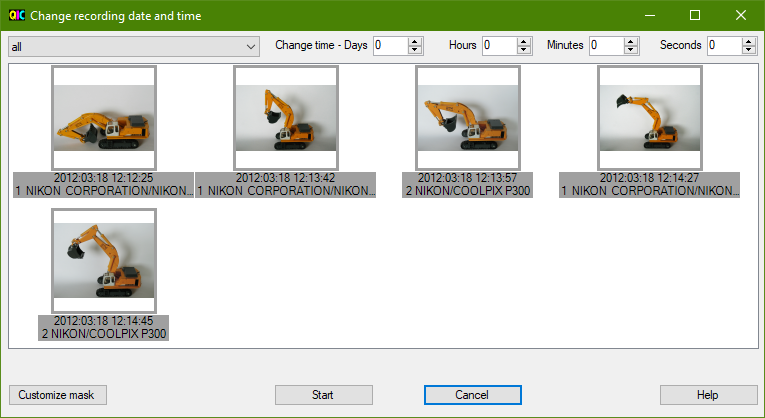 QIC Change recording date and time
all Change time - Days 0 Hours 0 Minutes 0 Seconds 0
2012:03:18 12:12:25 2012:03:18 12:13:42 2012:03:18 12:13:57 2012:03:18 12:14:27
1 NIKON CORPORATION/NIKON... 1 NIKON CORPORATION/NIKON... 2 NIKON/COOLPIX P300 1 NIKON CORPORATION/NIKON...
2012:03:18 12:14:45
2 NIKON/COOLPIX P300
Customize mask Start Cancel Help